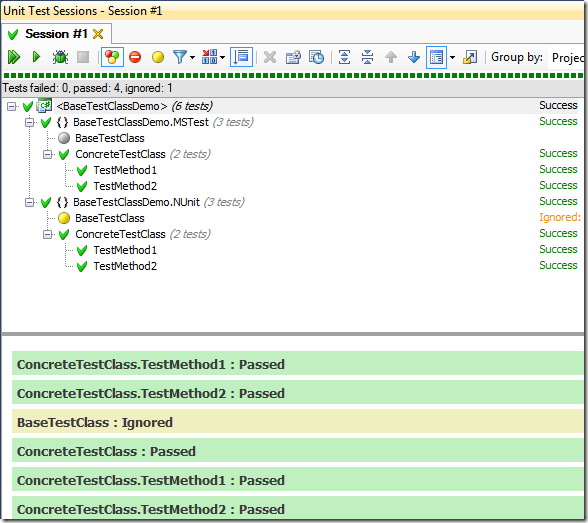 Unit Test Sessions - Session #1
Session #1
Group by: Projec
Tests failed: 0, passed: 4, ignored: 1
<BaseTestClassDemo> (6 tests) Success
{} BaseTestClassDemo.MSTest (3 tests) Success
BaseTestClass
ConcreteTestClass (2 tests) Success
TestMethod1 Success
TestMethod2 Success
{} BaseTestClassDemo.NUnit (3 tests) Success
BaseTestClass Ignored:
ConcreteTestClass (2 tests) Success
TestMethod1 Success
TestMethod2 Success
ConcreteTestClass.TestMethod1 : Passed
ConcreteTestClass.TestMethod2 : Passed
BaseTestClass : Ignored
ConcreteTestClass : Passed
ConcreteTestClass.TestMethod1 : Passed
ConcreteTestClass.TestMethod2 : Passed